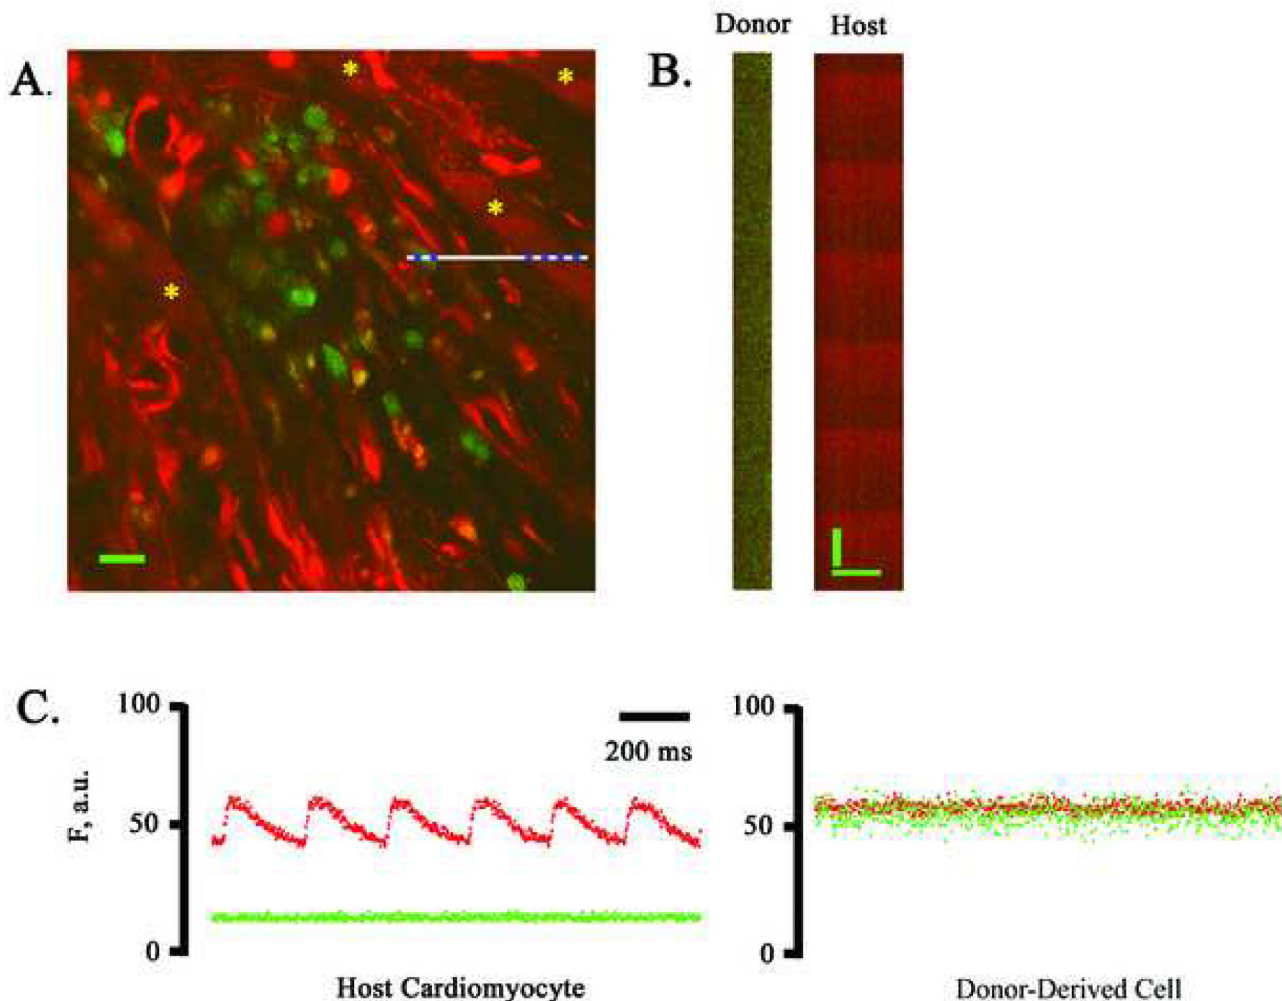 Donor Host
A.
B.
C.
100
50
0
F, a.u.
200 ms
Host Cardiomyocyte
100
50
0
Donor-Derived Cell